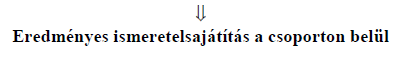 ⇓
Eredményes ismeretelsajátítás a csoporton belül